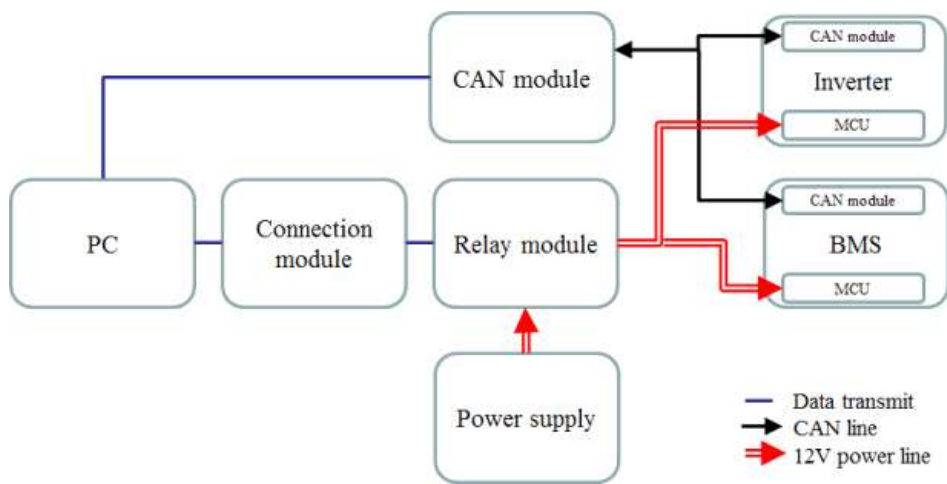 CAN module
CAN module
Inverter
MCU
PC
Connection
module
Relay module
CAN module
BMS
MCU
Power supply
Data transmit
CAN line
12V power line